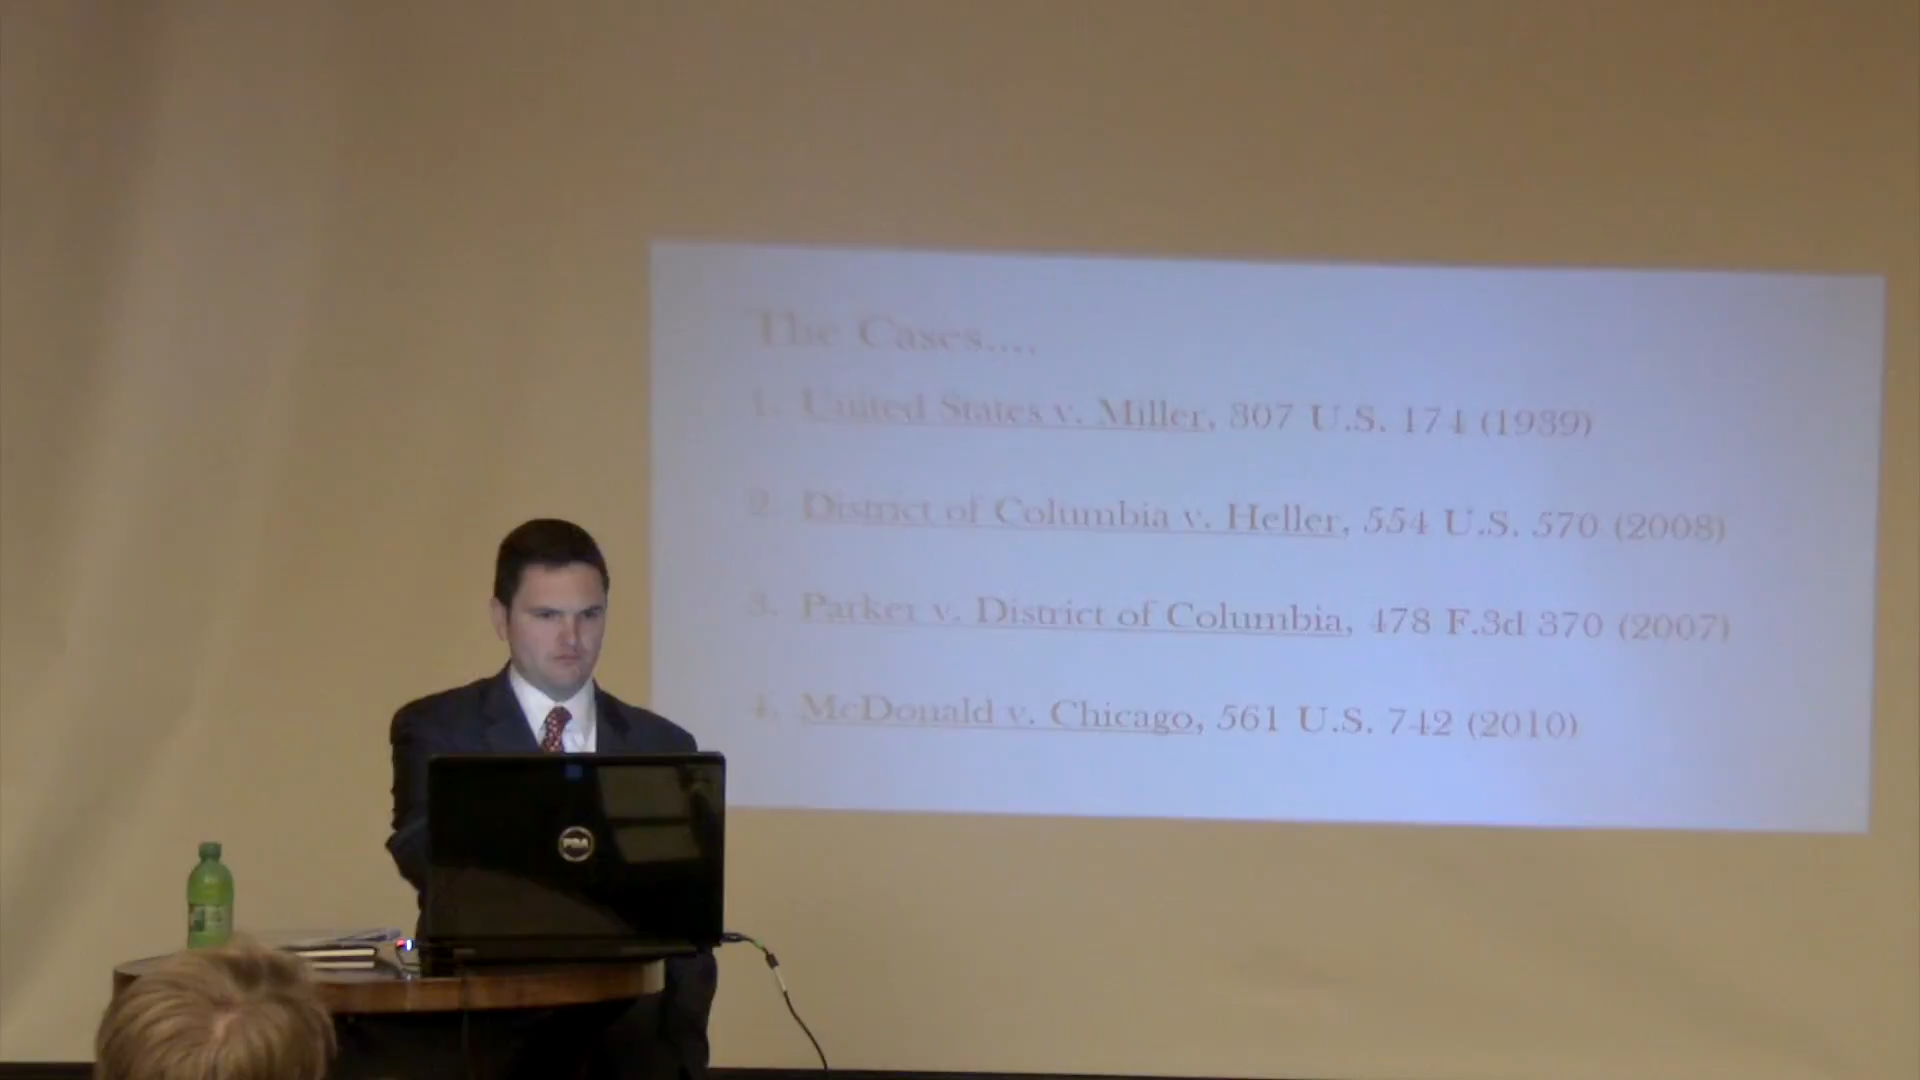 The Cases....
1. United States v. Miller, 307 U.S. 174 (1939)
2. District of Columbia v. Heller, 554 U.S. 570 (2008)
3. Parker v. District of Columbia, 478 F.3d 370 (2007)
4. McDonald v. Chicago, 561 U.S. 742 (2010)